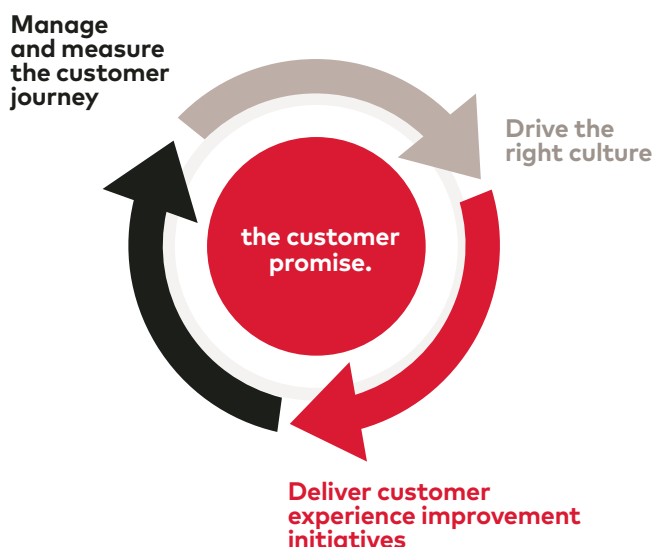 Manage
and measure
the customer
journey
Drive the
right culture
the customer
promise.
Deliver customer
experience improvement
initiatives